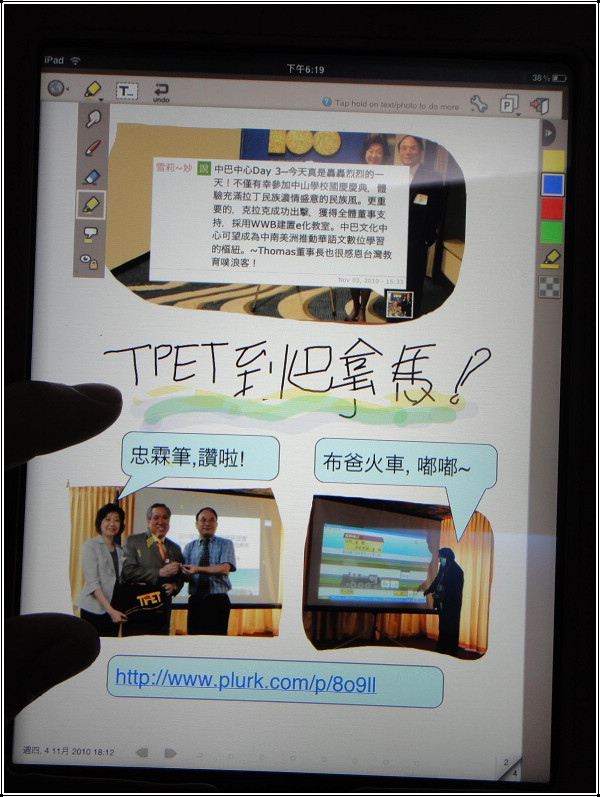 iPad
下午6:19
38%
T_
undo
Tap hold on text/photo to do more
P
雪莉~妙 說 中巴中心Day 3─今天真是轟轟烈烈的一
天!不僅有幸參加中山學校國慶慶典,體
驗充滿拉丁民族濃情盛意的民族風。更重
要的,克拉克成功出擊,獲得全體董事支
持,採用WWB建置e化教室。中巴文化中
心可望成為中南美洲推動華語文數位學習
的樞紐。~Thomas董事長也很感恩台灣教
育噗浪客!
Nov 03, 2010 - 15:33
TPET到巴拿馬!?
忠霖筆,讚啦!
布爸火車, 嘟嘟~
TPET
http://www.plurk.com/p/8o9ll
週四, 4 11月 2010 18:12
2
4